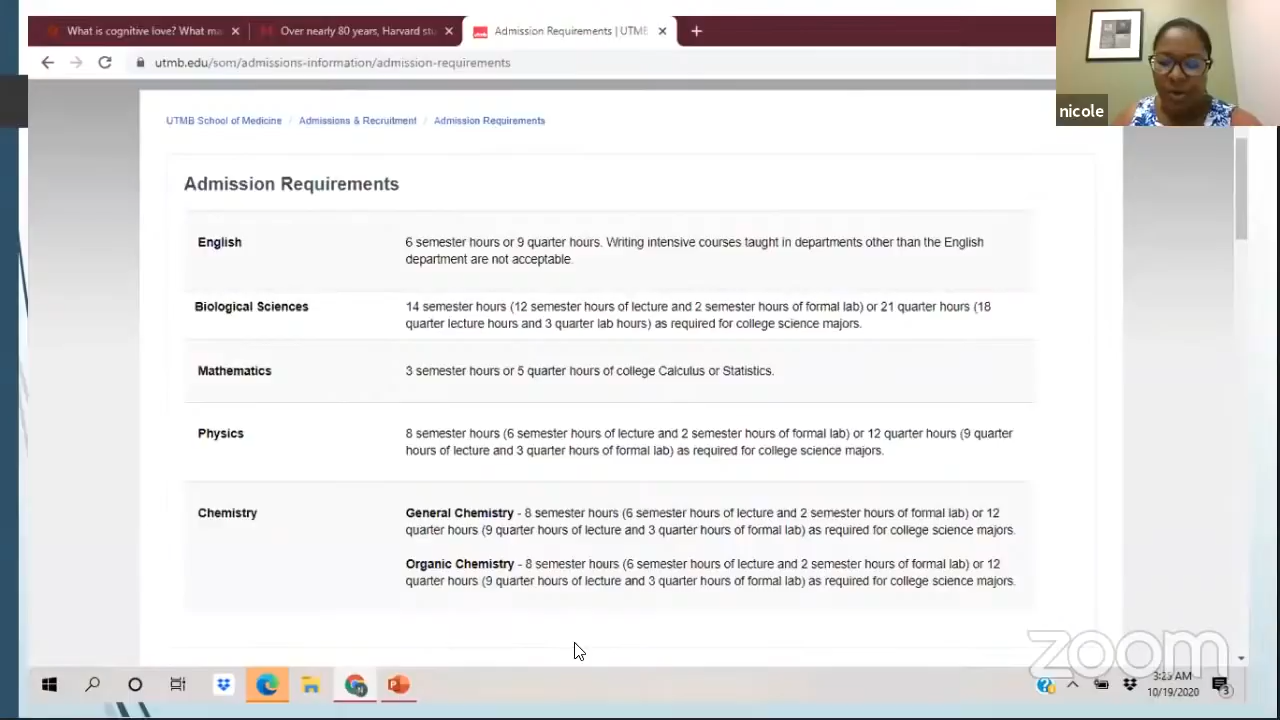 What is cognitive love? What ma
Over nearly 80 years, Harvard stu
Admission Requirements | UTMB
utmb.edu/som/admissions-information/admission-requirements
nicole
UTMB School of Medicine / Admissions & Recruitment / Admission Requirements
Admission Requirements
English
6 semester hours or 9 quarter hours. Writing intensive courses taught in departments other than the English
department are not acceptable.
Biological Sciences
14 semester hours (12 semester hours of lecture and 2 semester hours of formal lab) or 21 quarter hours (18
quarter lecture hours and 3 quarter lab hours) as required for college science majors.
Mathematics
3 semester hours or 5 quarter hours of college Calculus or Statistics.
Physics
8 semester hours (6 semester hours of lecture and 2 semester hours of formal lab) or 12 quarter hours (9 quarter
hours of lecture and 3 quarter hours of formal lab) as required for college science majors.
Chemistry
General Chemistry - 8 semester hours (6 semester hours of lecture and 2 semester hours of formal lab) or 12
quarter hours (9 quarter hours of lecture and 3 quarter hours of formal lab) as required for college science majors.
Organic Chemistry - 8 semester hours (6 semester hours of lecture and 2 semester hours of formal lab) or 12
quarter hours (9 quarter hours of lecture and 3 quarter hours of formal lab) as required for college science majors.
zoom
AM
10/19/2020
3